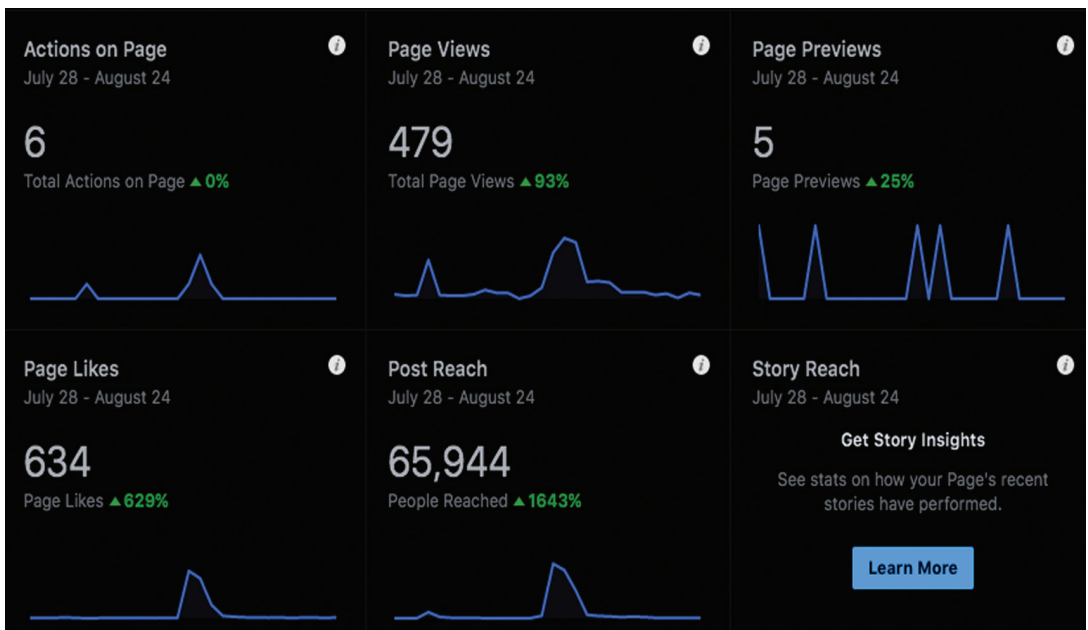 Actions on Page
July 28 - August 24
6
Total Actions on Page ▲ 0%
Page Views
July 28 - August 24
479
Total Page Views ▲ 93%
Page Previews
July 28 - August 24
5
Page Previews ▲ 25%
Page Likes
July 28 - August 24
634
Page Likes ▲ 629%
Post Reach
July 28 - August 24
65,944
People Reached ▲ 1643%
Story Reach
July 28 - August 24
Get Story Insights
See stats on how your Page's recent
stories have performed.
Learn More